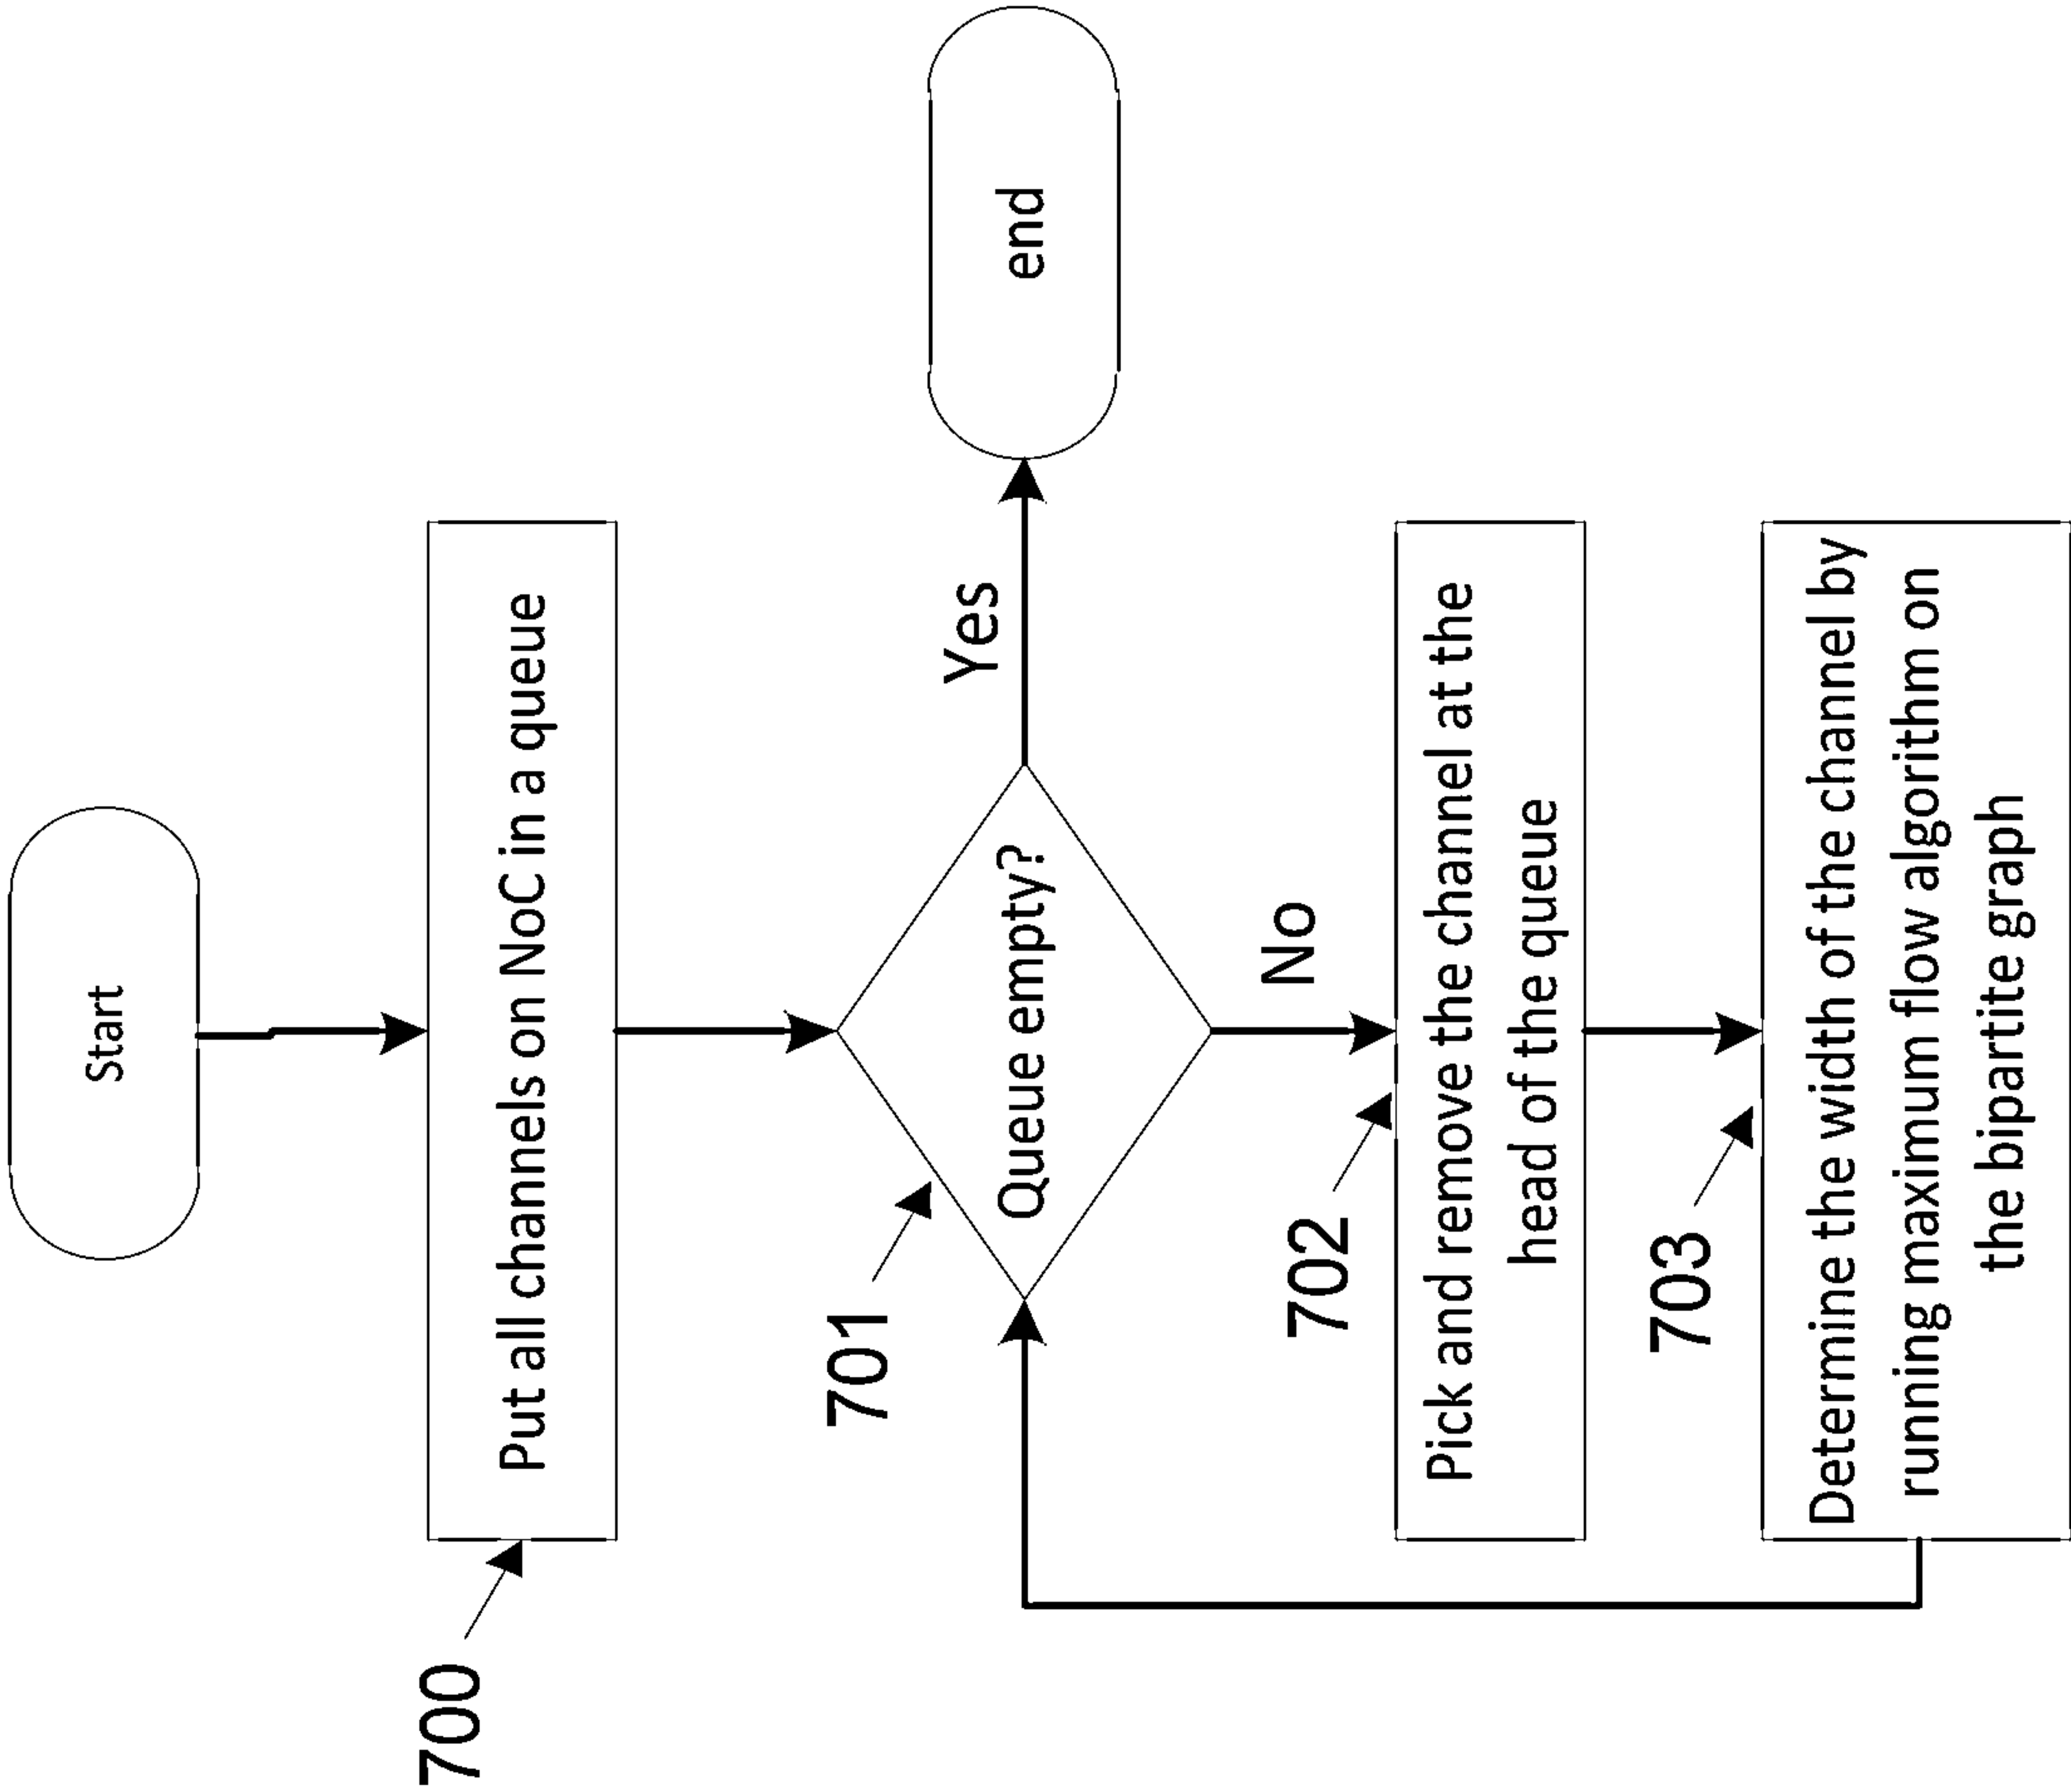 Start
700
Put all channels on NoC in a queue
701
Queue empty?
Yes
end
No
702
Pick and remove the channel at the
head of the queue
703
Determine the width of the channel by
running maximum flow algorithm on
the bipartite graph